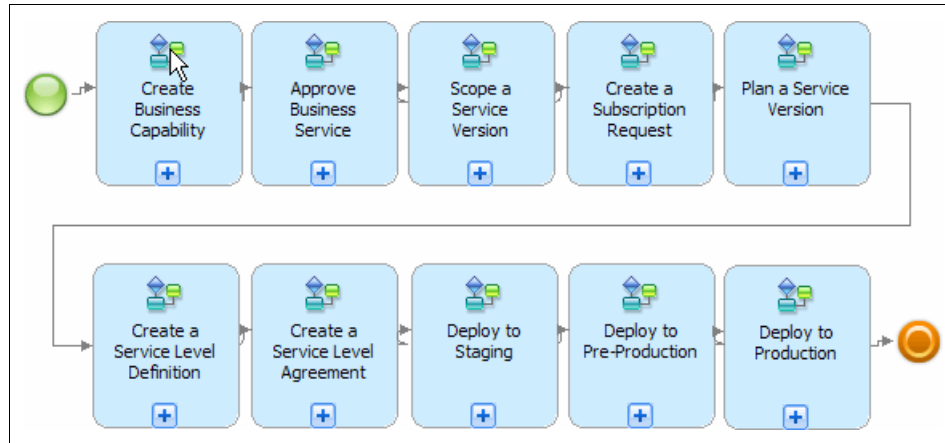 Create
Business
Capability
Approve
Business
Service
Scope a
Service
Version
Create a
Subscription
Request
Plan a Service
Version
Create a
Service Level
Definition
Create a
Service Level
Agreement
Deploy to
Staging
Deploy to
Pre-Production
Deploy to
Production